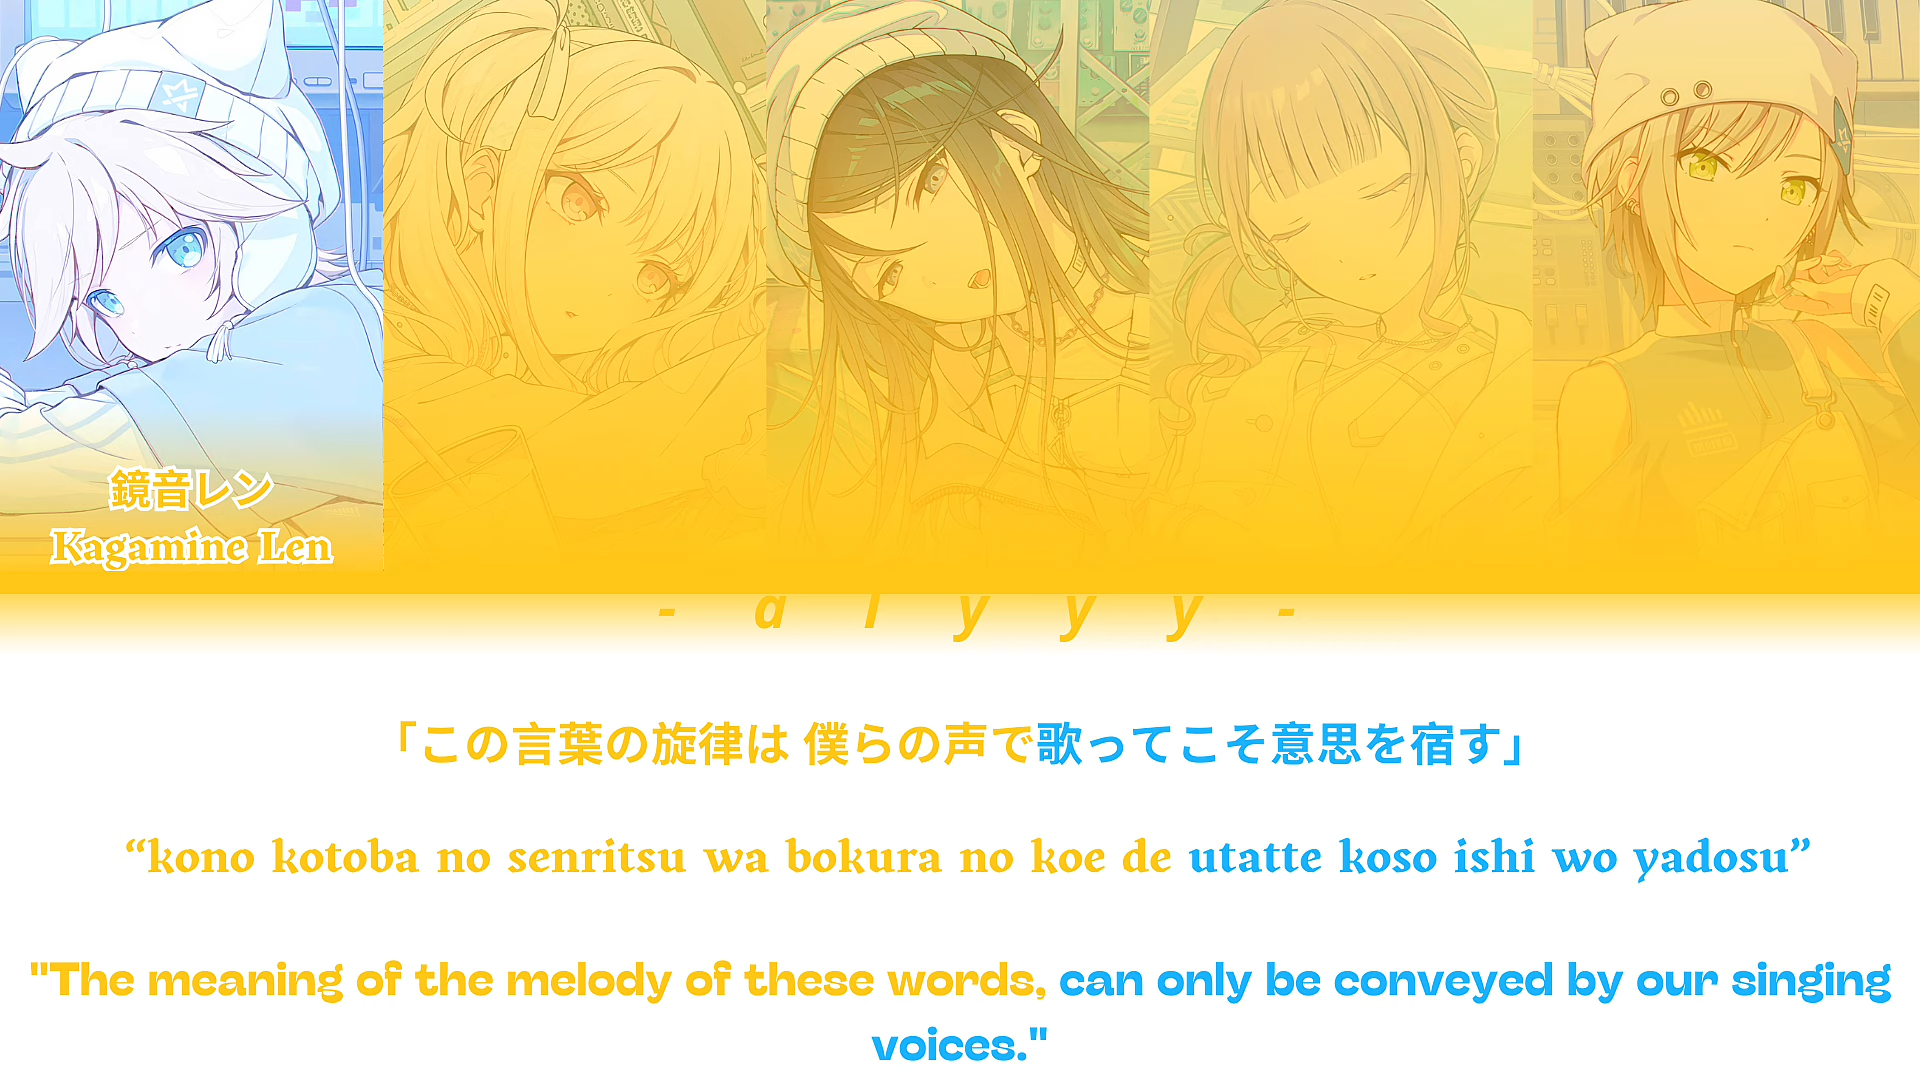 鏡音レン
Kagamine Len
- a l y y y -
「この言葉の旋律は 僕らの声で歌ってこそ意思を宿す」
“kono kotoba no senritsu wa bokura no koe de utatte koso ishi wo yadosu”
"The meaning of the melody of these words, can only be conveyed by our singing
voices."